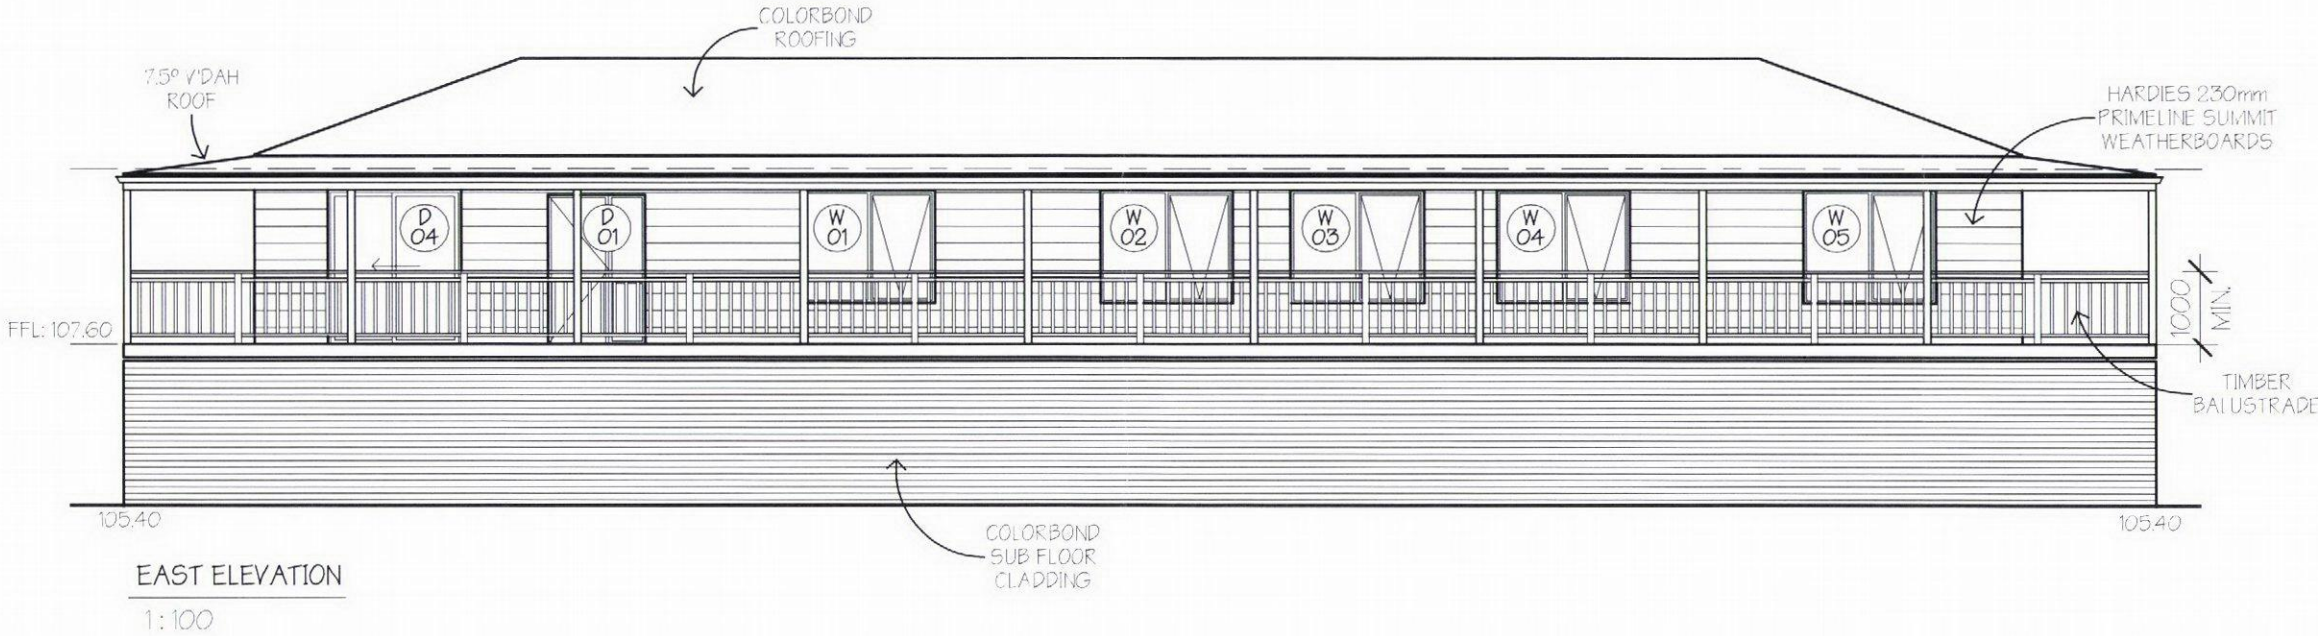 COLORBOND
ROOFING
7.5° V'DAH
ROOF
HARDIES 230mm
PRIMELINE SUMMIT
WEATHERBOARDS
D
04
D
01
W
01
W
02
W
03
W
04
W
05
FFL: 107.60
1000
MIN.
TIMBER
BALUSTRADE
105.40
105.40
COLORBOND
SUB FLOOR
CLADDING
EAST ELEVATION
1:100